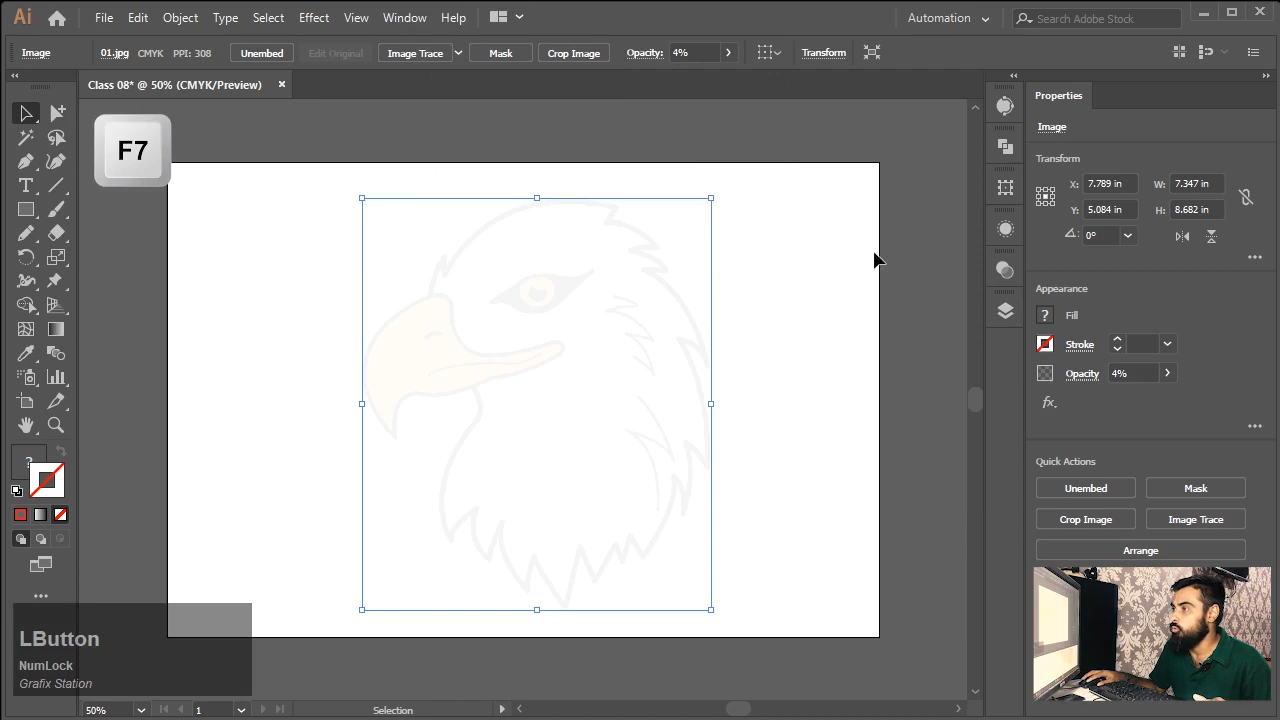 Ai File Edit Object Type Select Effect View Window Help Automation Search Adobe Stock
Image 01.jpg CMYK PPI: 308 Unembed Edit Original Image Trace Mask Crop Image Opacity: 4% Transform
Class 08* @ 50% (CMYK/Preview)
Properties
Image
Transform
X: 7.789 in W: 7.347 in
Y: 5.084 in H: 8.682 in
0°
Appearance
? Fill
Stroke
Opacity 4%
fx.
Quick Actions
Unembed Mask
Crop Image Image Trace
Arrange
F7
T
?
LButton
NumLock
Grafix Station
50% 1 Selection